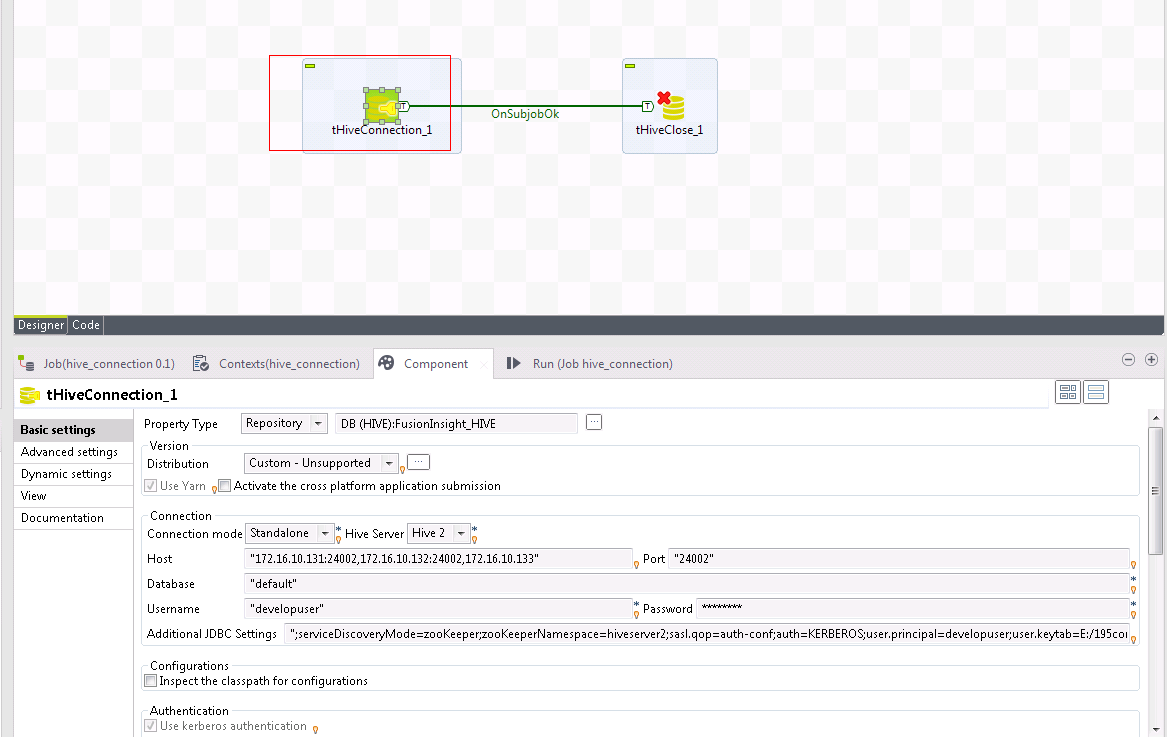 OnSubjobOk
tHiveConnection_1
tHiveClose_1
Designer Code
Job(hive_connection 0.1) Contexts(hive_connection) Component Run (Job hive_connection)
tHiveConnection_1
Basic settings
Advanced settings
Dynamic settings
View
Documentation
Property Type Repository DB (HIVE):FusionInsight_HIVE ...
Version
Distribution Custom - Unsupported ...
Use Yarn Activate the cross platform application submission
Connection
Connection mode Standalone * Hive Server Hive 2 *
Host "172.16.10.131:24002,172.16.10.132:24002,172.16.10.133" Port "24002"
Database "default" *
Username "developuser" * Password ******** *
Additional JDBC Settings ";serviceDiscoveryMode=zooKeeper;zooKeeperNamespace=hiveserver2;sasl.qop=auth-conf;auth=KERBEROS;user.principal=developuser;user.keytab=E:/195con
Configurations
Inspect the classpath for configurations
Authentication
Use kerberos authentication